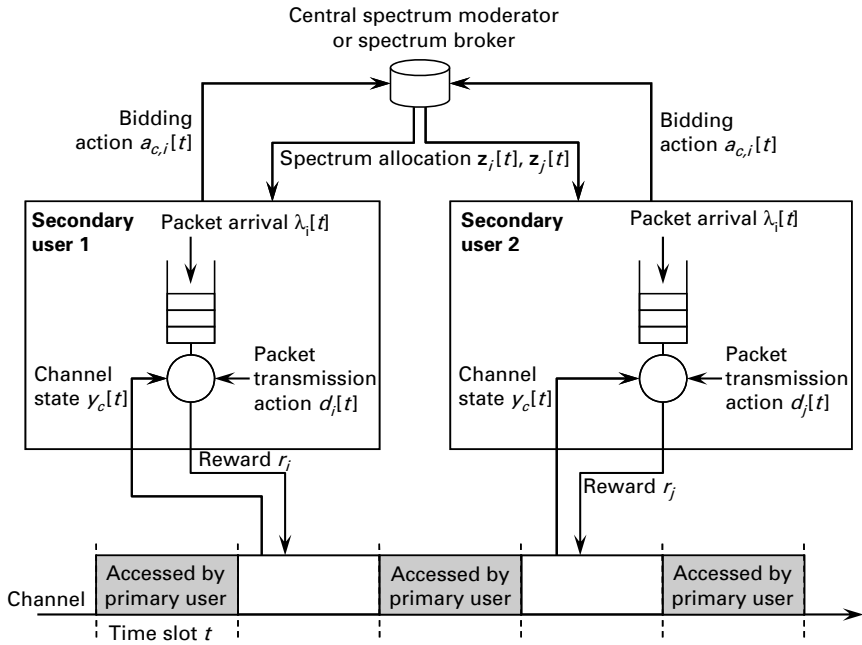 Central spectrum moderator
or spectrum broker
Bidding
action a_{c,i}[t]
Bidding
action a_{c,i}[t]
Spectrum allocation z_i[t], z_j[t]
Secondary
user 1
Packet arrival λ_i[t]
Channel
state y_c[t]
Packet
transmission
action d_i[t]
Reward r_i
Secondary
user 2
Packet arrival λ_i[t]
Channel
state y_c[t]
Packet
transmission
action d_j[t]
Reward r_j
Channel
Accessed by
primary user
Accessed by
primary user
Accessed by
primary user
Time slot t